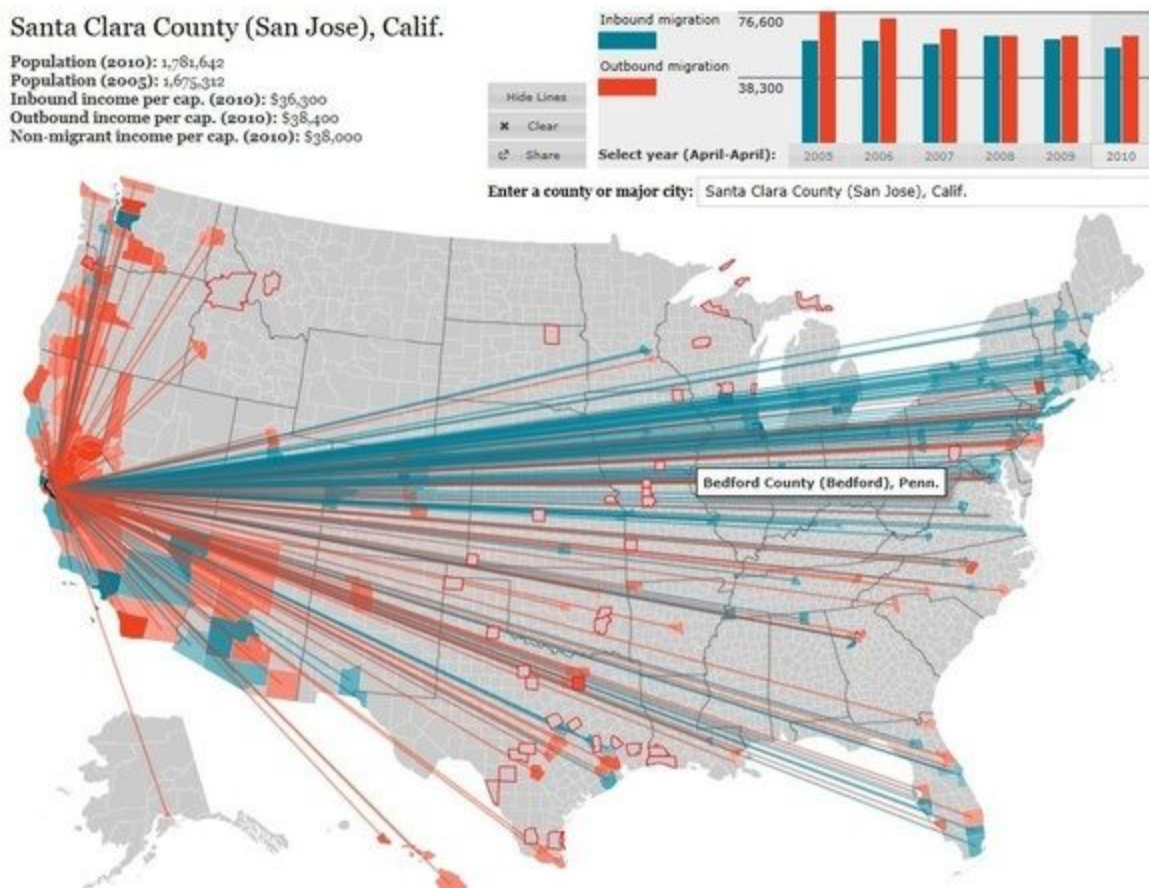 Santa Clara County (San Jose), Calif.
Population (2010): 1,781,642
Population (2005): 1,675,312
Inbound income per cap. (2010): $36,300
Outbound income per cap. (2010): $38,400
Non-migrant income per cap. (2010): $38,000
Hide Lines
✖ Clear
Share
Inbound migration
Outbound migration
76,600
38,300
Select year (April-April): 2005 2006 2007 2008 2009 2010
Enter a county or major city: Santa Clara County (San Jose), Calif.
Bedford County (Bedford), Penn.